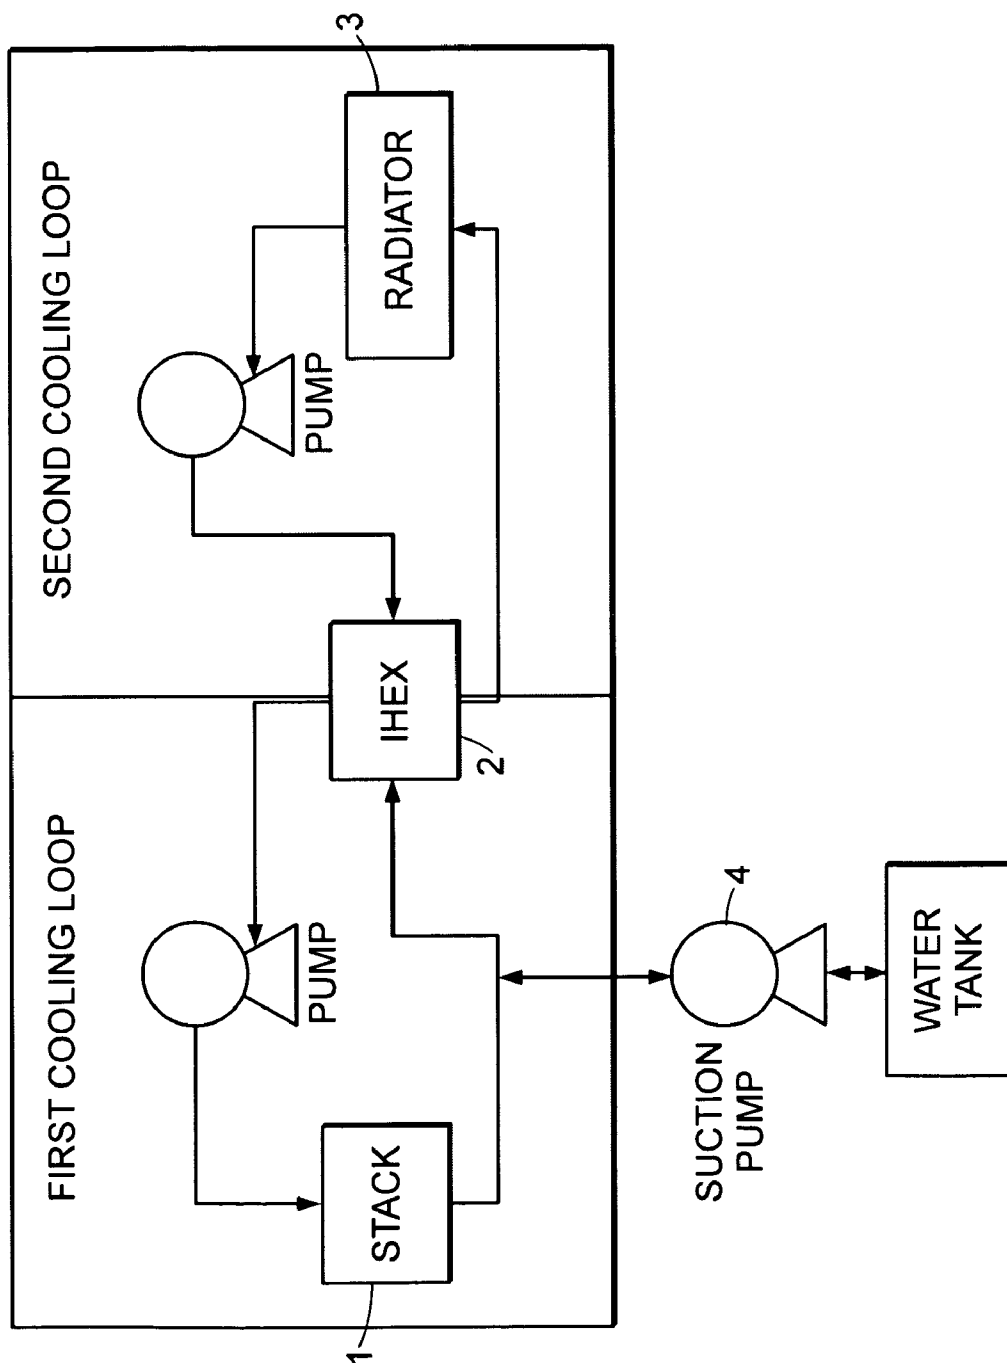 FIRST COOLING LOOP
SECOND COOLING LOOP
PUMP
PUMP
STACK
1
IHEX
2
RADIATOR
3
SUCTION
PUMP
4
WATER
TANK